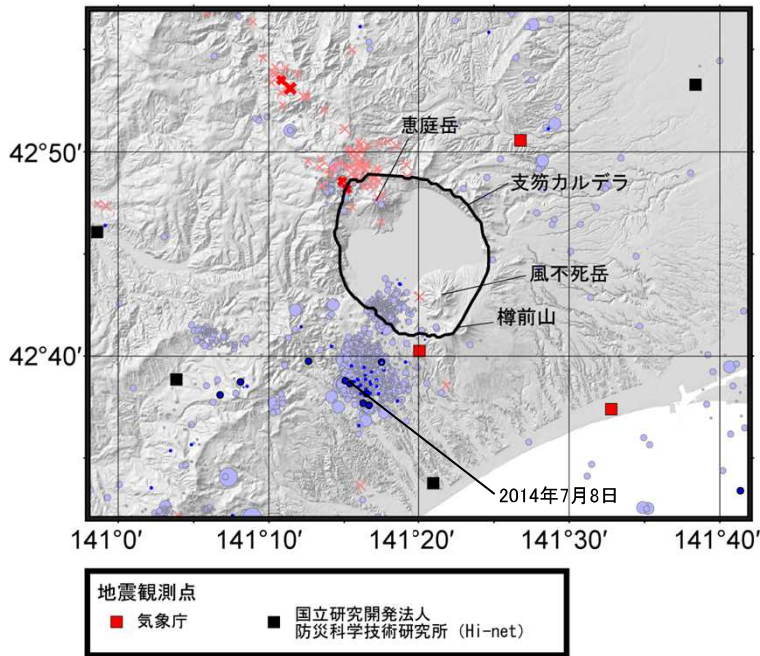 恵庭岳
42°50′
支笏カルデラ
風不死岳
樽前山
42°40′
2014年7月8日
141°0′ 141°10′ 141°20′ 141°30′ 141°40′
地震観測点
気象庁
国立研究開発法人
防災科学技術研究所 (Hi-net)